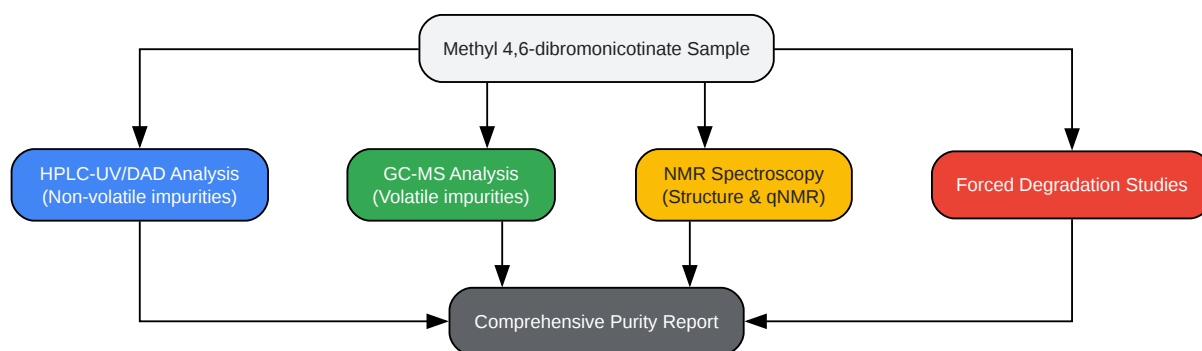 Methyl 4,6-dibromonicotinate Sample
HPLC-UV/DAD Analysis
(Non-volatile impurities)
GC-MS Analysis
(Volatile impurities)
NMR Spectroscopy
(Structure & qNMR)
Forced Degradation Studies
Comprehensive Purity Report